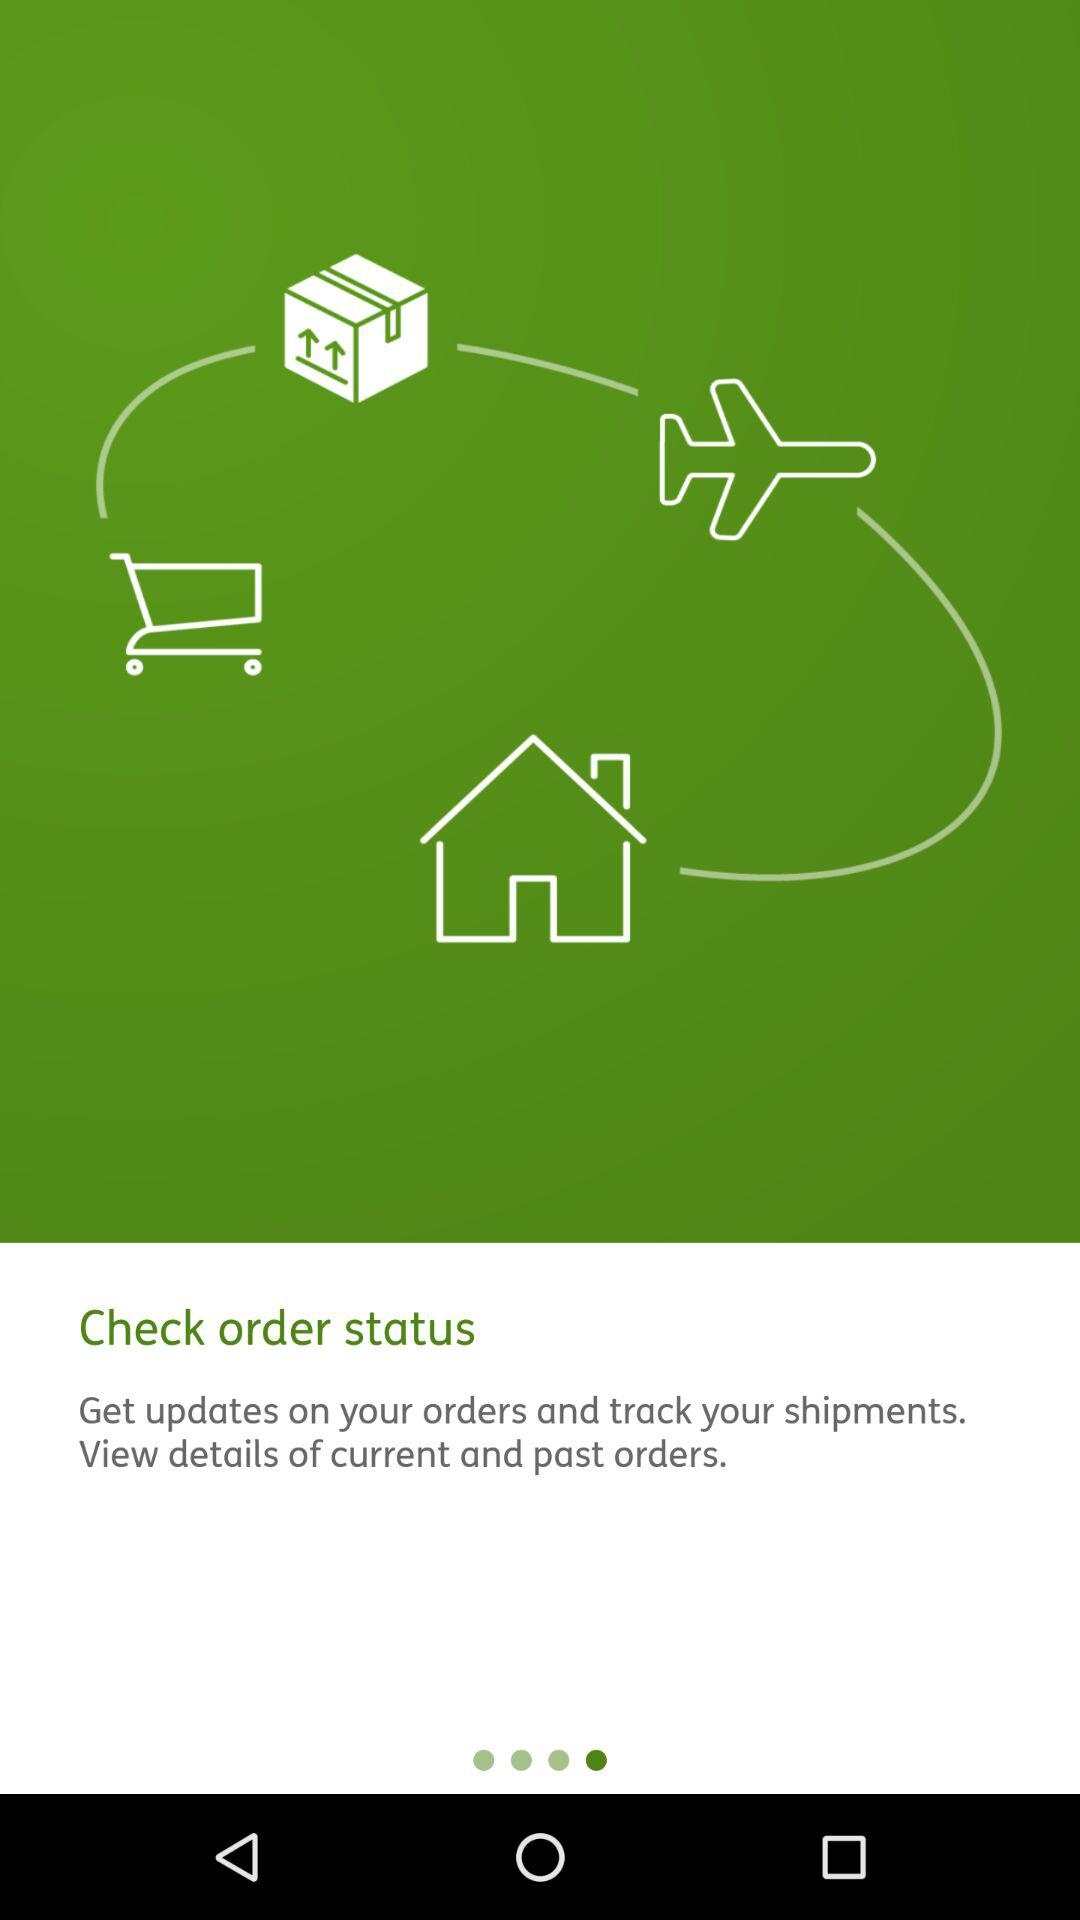 Check order status
Get updates on your orders and track your shipments.
View details of current and past orders.